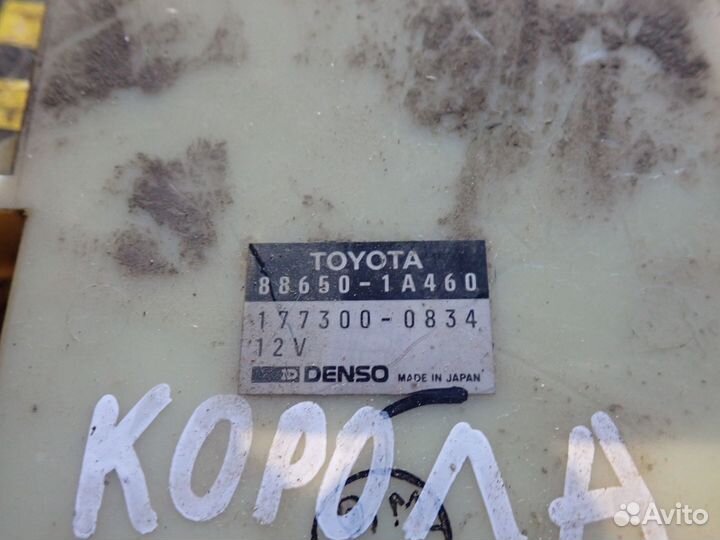 TOYOTA
88650-1A460
177300-0834
12V
DENSO MADE IN JAPAN
КОРОЛА
Avito